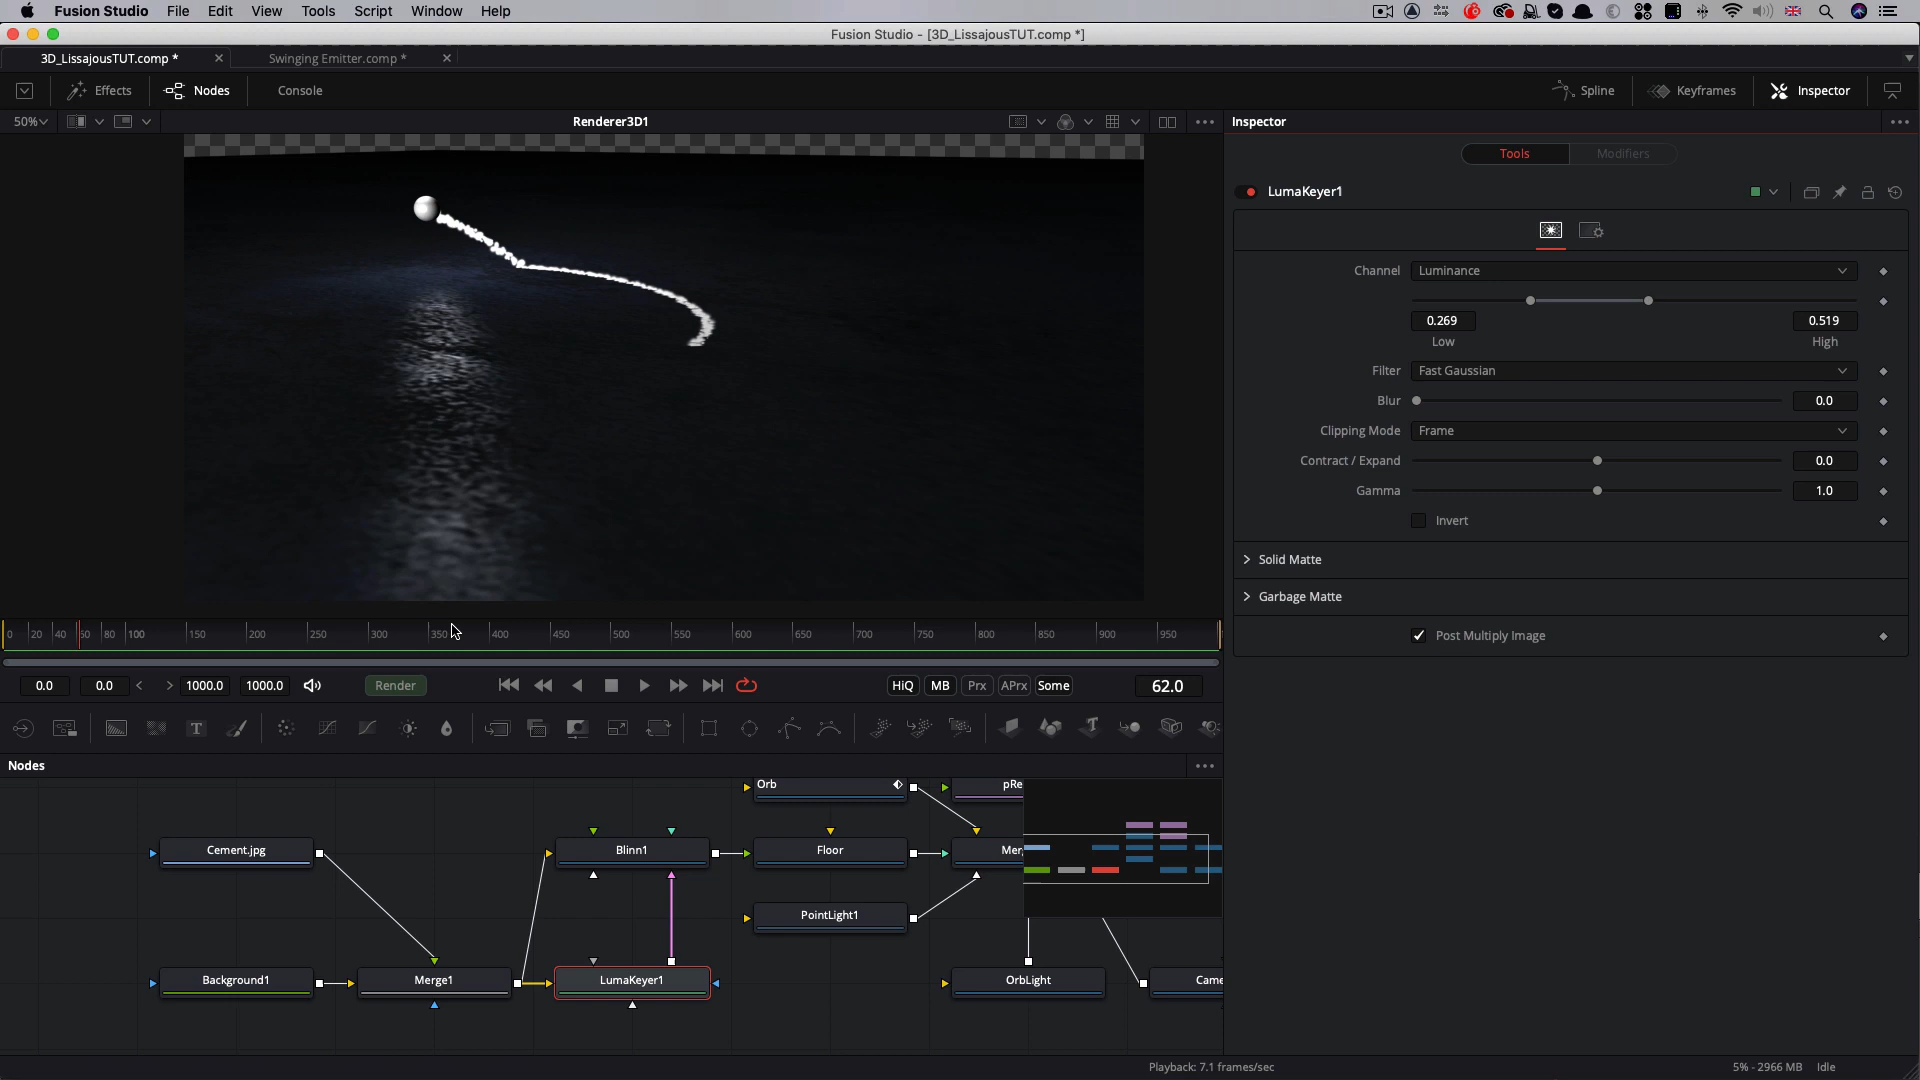 Fusion Studio File Edit View Tools Script Window Help
Fusion Studio - [3D_LissajousTUT.comp *]
3D_LissajousTUT.comp * Swinging Emitter.comp *
Effects Nodes Console Spline Keyframes Inspector
50% Renderer3D1 Inspector
Tools Modifiers
LumaKeyer1
Channel Luminance
0.269 0.519
Low High
Filter Fast Gaussian
Blur 0.0
Clipping Mode Frame
Contract / Expand 0.0
Gamma 1.0
Invert
Solid Matte
Garbage Matte
Post Multiply Image
0 20 40 60 80 100 150 200 250 300 350 400 450 500 550 600 650 700 750 800 850 900 950
0.0 0.0 < > 1000.0 1000.0 Render HiQ MB Prx APrx Some 62.0
Nodes
Orb pRe
Cement.jpg Blinn1 Floor Mer
PointLight1
Background1 Merge1 LumaKeyer1 OrbLight Came
Playback: 7.1 frames/sec 5% - 2966 MB Idle